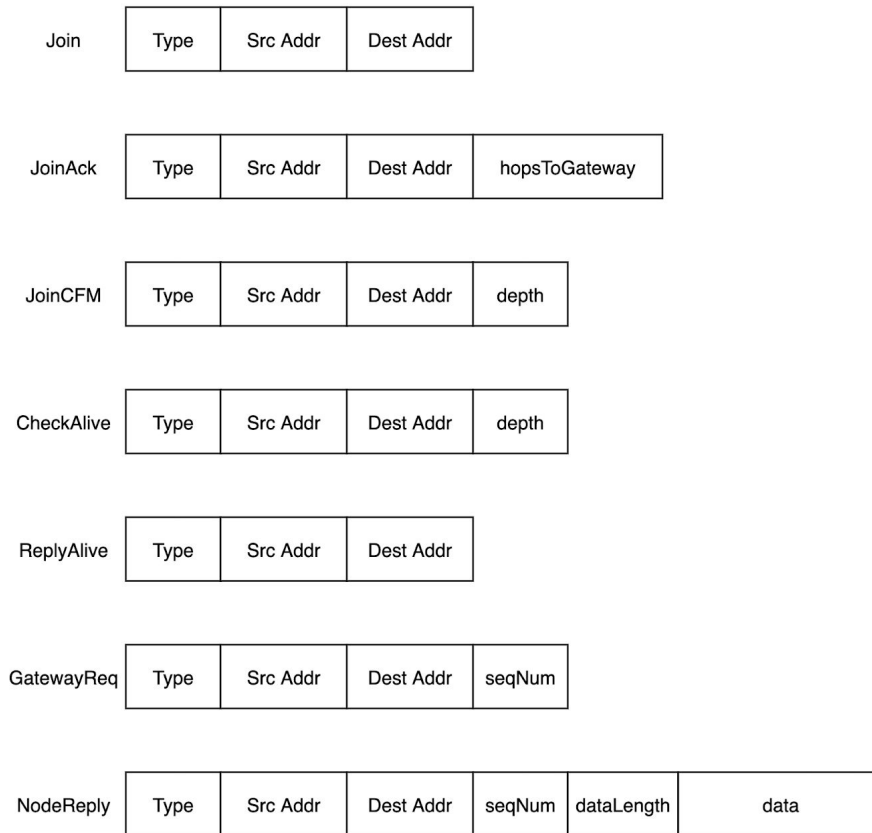 Join Type Src Addr Dest Addr
JoinAck Type Src Addr Dest Addr hopsToGateway
JoinCFM Type Src Addr Dest Addr depth
CheckAlive Type Src Addr Dest Addr depth
ReplyAlive Type Src Addr Dest Addr
GatewayReq Type Src Addr Dest Addr seqNum
NodeReply Type Src Addr Dest Addr seqNum dataLength data